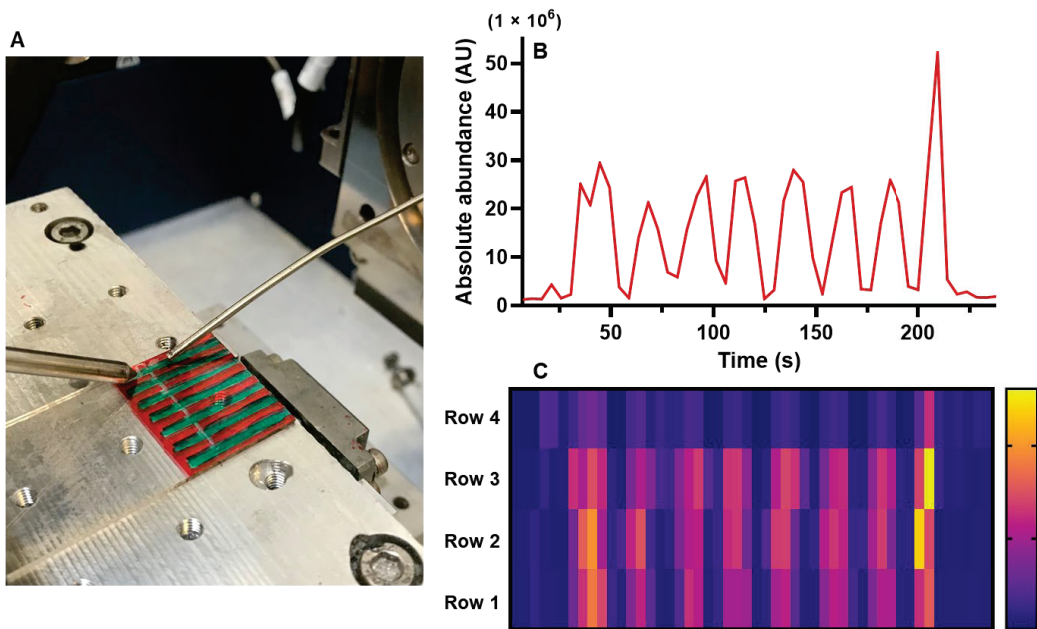 A
(1 × 10⁶)
B
Absolute abundance (AU)
50
40
30
20
10
0
50
100
150
200
Time (s)
C
Row 4
Row 3
Row 2
Row 1